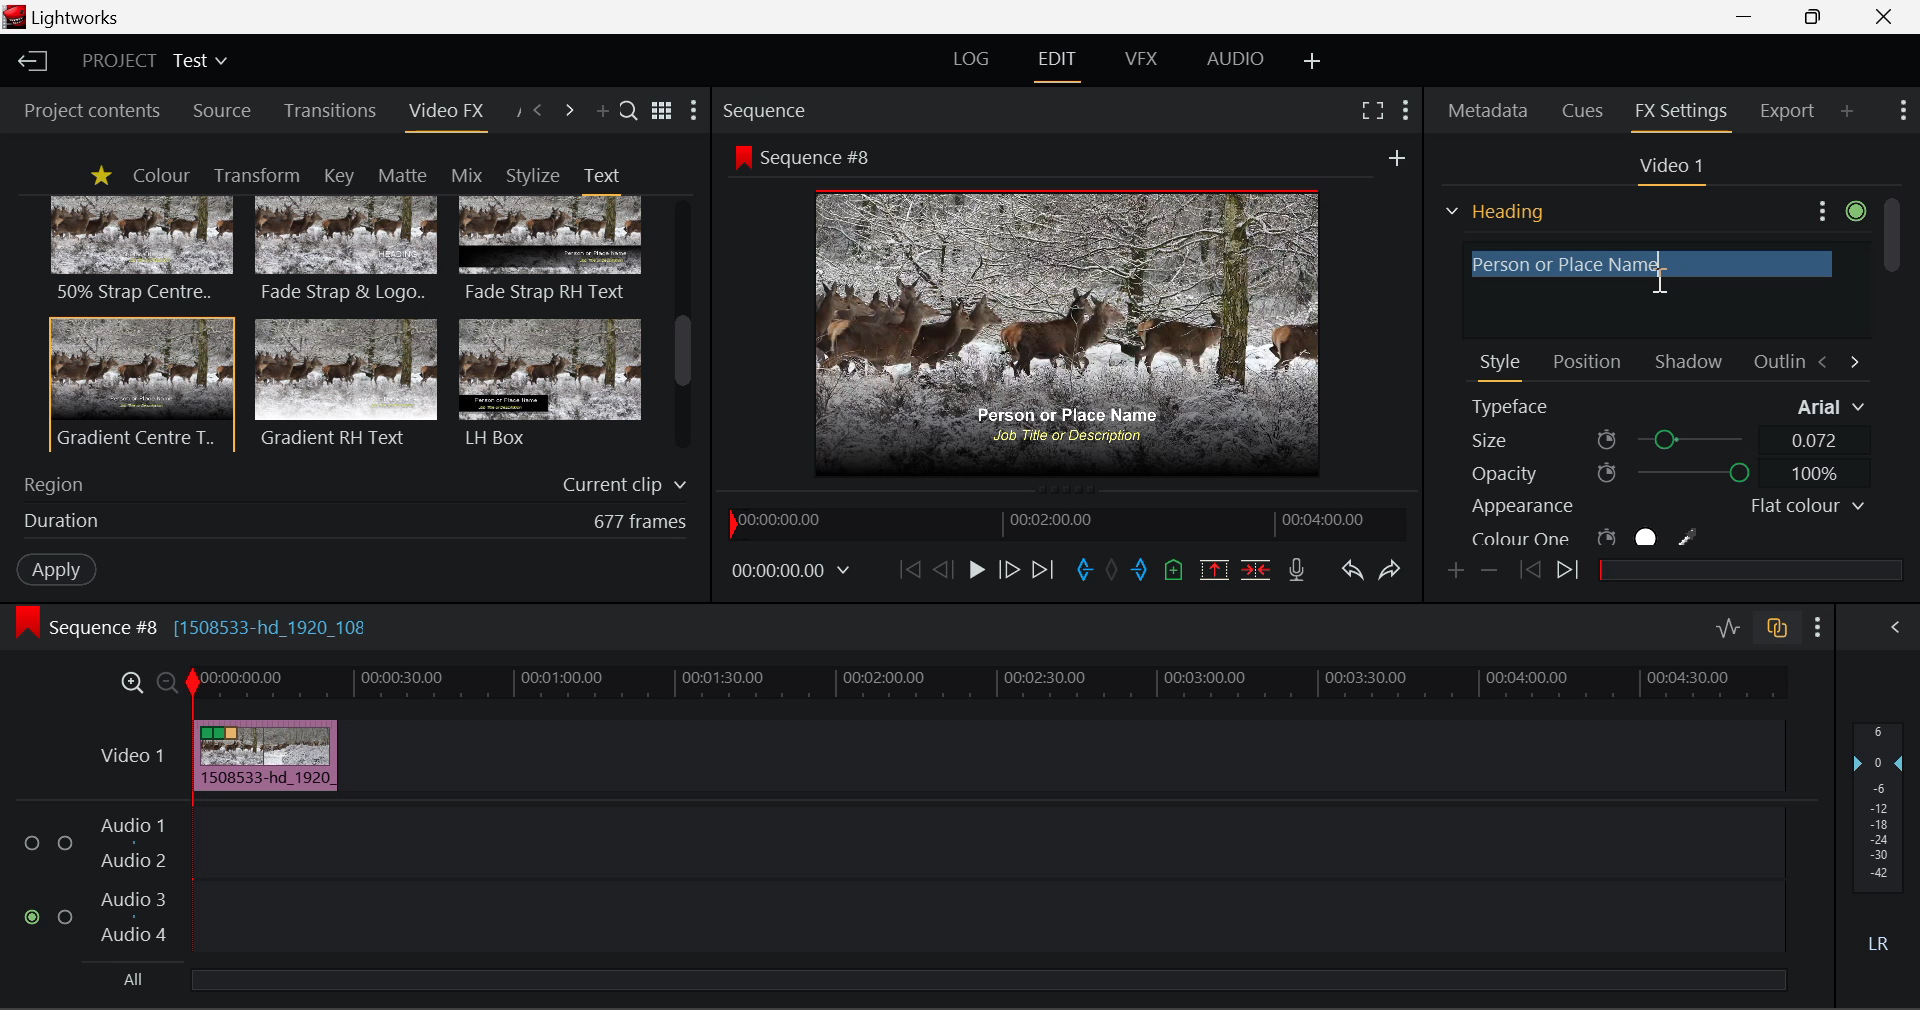 Lightworks
PROJECT Test
LOG EDIT VFX AUDIO
Project contents Source Transitions Video FX
Sequence
Metadata Cues FX Settings Export
Sequence #8
Video 1
Colour Transform Key Matte Mix Stylize Text
Heading
Person or Place Name
50% Strap Centre.. Fade Strap & Logo.. Fade Strap RH Text
Gradient Centre T.. Gradient RH Text LH Box
Person or Place Name
Job Title or Description
Style Position Shadow Outlin
Typeface Arial
Size 0.072
Opacity 100%
Appearance Flat colour
Colour One
Region Current clip
Duration 677 frames
Apply
00:00:00.00 00:02:00.00 00:04:00.00
00:00:00.00
Sequence #8 [1508533-hd_1920_108
00:00:00.00 00:00:30.00 00:01:00.00 00:01:30.00 00:02:00.00 00:02:30.00 00:03:00.00 00:03:30.00 00:04:00.00 00:04:30.00
Video 1
1508533-hd_1920_
Audio 1
Audio 2
Audio 3
Audio 4
All
6
0
-6
-12
-18
-24
-30
-42
LR